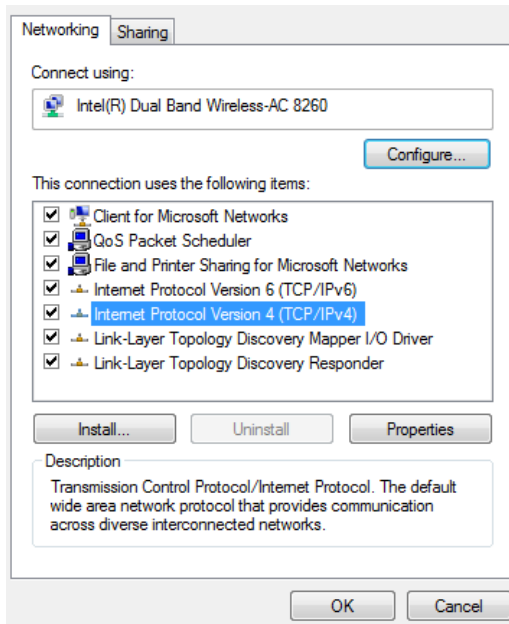 Networking Sharing
Connect using:
Intel(R) Dual Band Wireless-AC 8260
Configure...
This connection uses the following items:
Client for Microsoft Networks
QoS Packet Scheduler
File and Printer Sharing for Microsoft Networks
Internet Protocol Version 6 (TCP/IPv6)
Internet Protocol Version 4 (TCP/IPv4)
Link-Layer Topology Discovery Mapper I/O Driver
Link-Layer Topology Discovery Responder
Install... Uninstall Properties
Description
Transmission Control Protocol/Internet Protocol. The default
wide area network protocol that provides communication
across diverse interconnected networks.
OK Cancel